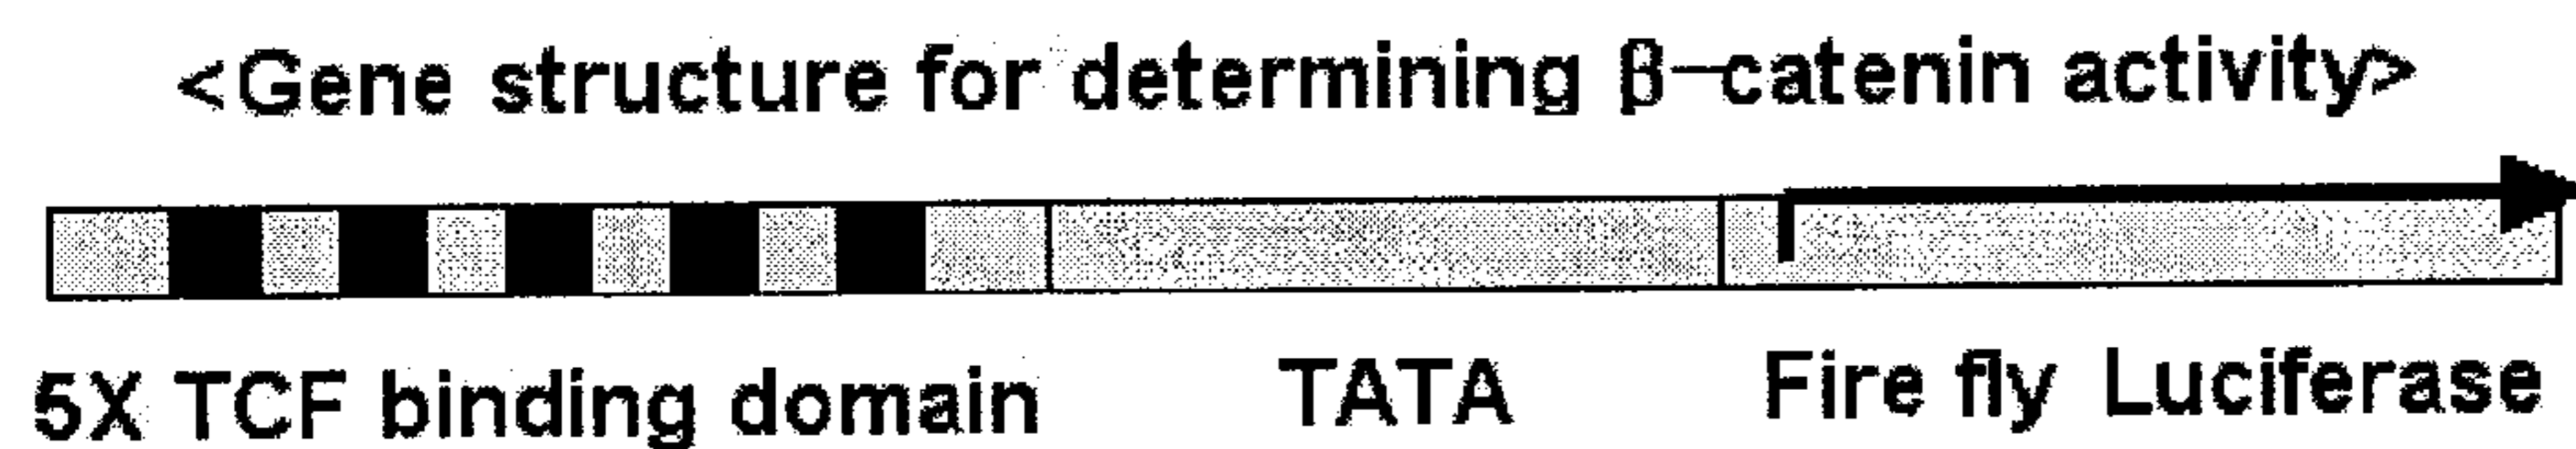 <Gene structure for determining β-catenin activity>
5X TCF binding domain TATA Fire fly Luciferase